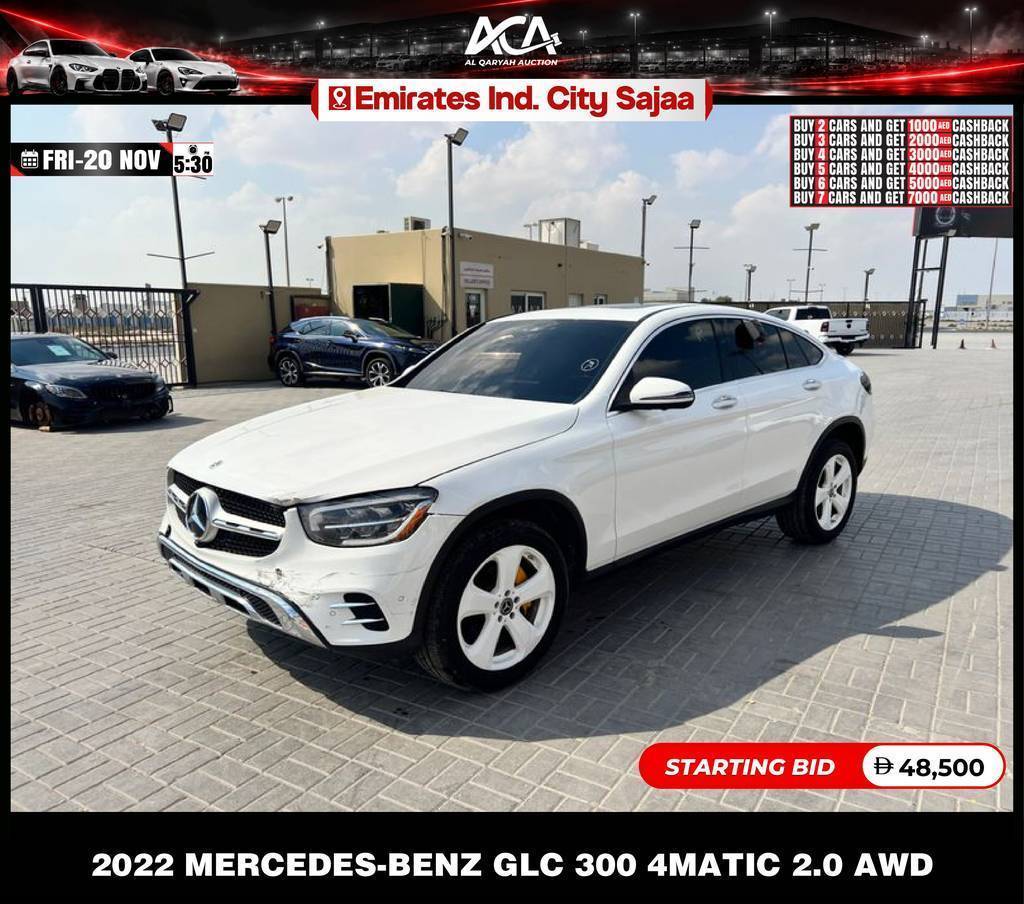 ACA
AL QARYAH AUCTION
Emirates Ind. City Sajaa
FRI-20 NOV
5:30
BUY 2 CARS AND GET 1000 AED CASHBACK
BUY 3 CARS AND GET 2000 AED CASHBACK
BUY 4 CARS AND GET 3000 AED CASHBACK
BUY 5 CARS AND GET 4000 AED CASHBACK
BUY 6 CARS AND GET 5000 AED CASHBACK
BUY 7 CARS AND GET 7000 AED CASHBACK
STARTING BID 48,500
2022 MERCEDES-BENZ GLC 300 4MATIC 2.0 AWD